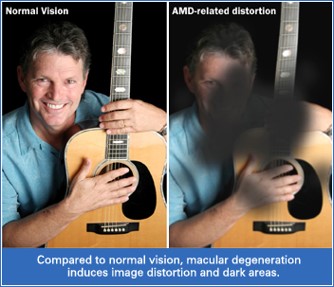 Normal Vision
AMD-related distortion
Compared to normal vision, macular degeneration
induces image distortion and dark areas.